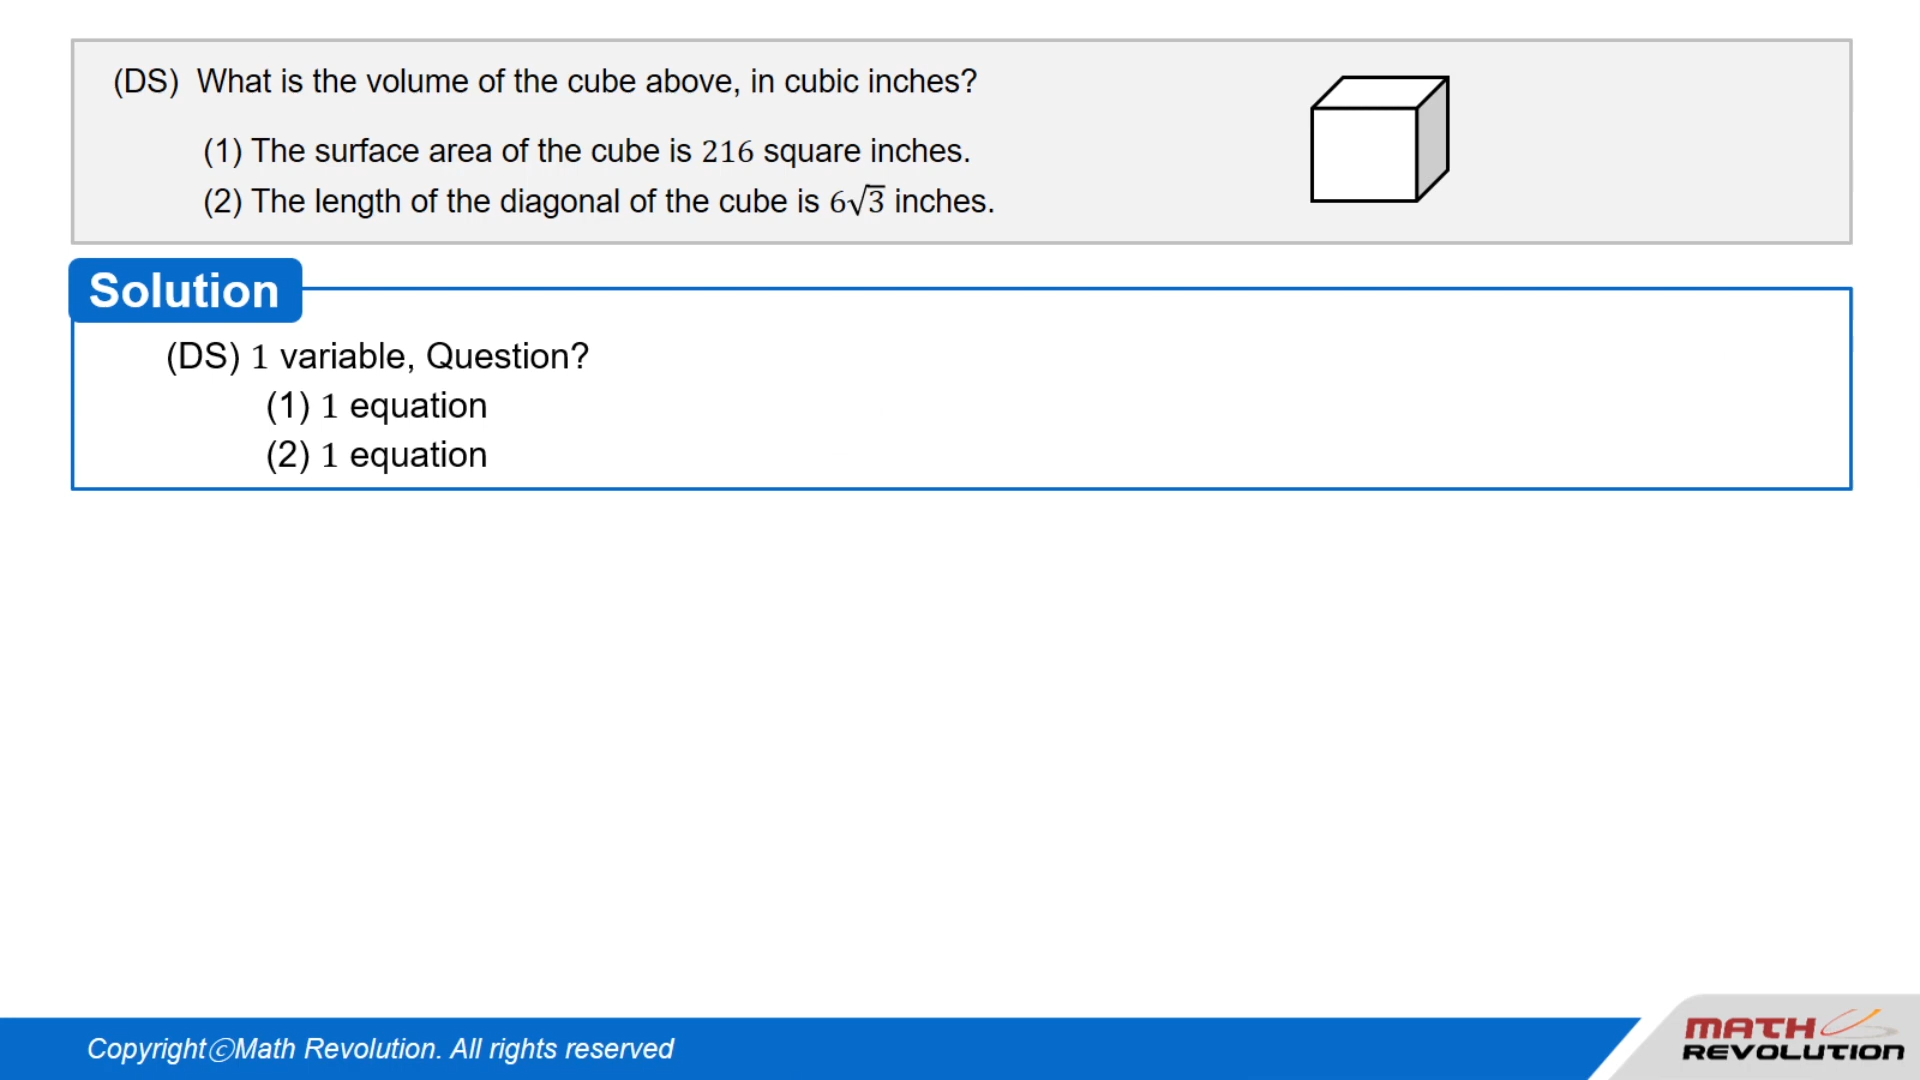 (DS)  What is the volume of the cube above, in cubic inches?
(1) The surface area of the cube is 216 square inches.
(2) The length of the diagonal of the cube is 6√3 inches.
Solution
(DS) 1 variable, Question?
(1) 1 equation
(2) 1 equation
CopyrightⓒMath Revolution. All rights reserved
MATH
REVOLUTION